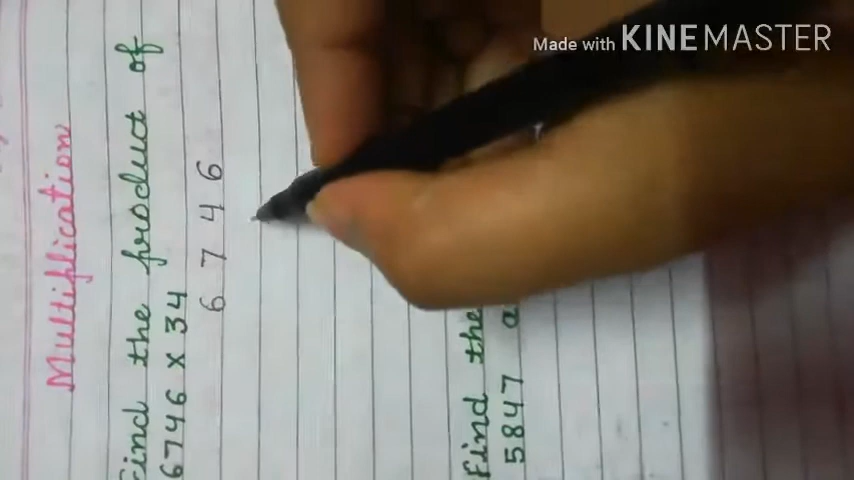 Made with KINEMASTER
Multiplication
Find the product of
6746 x 34
6 7 4 6
Find the
5847